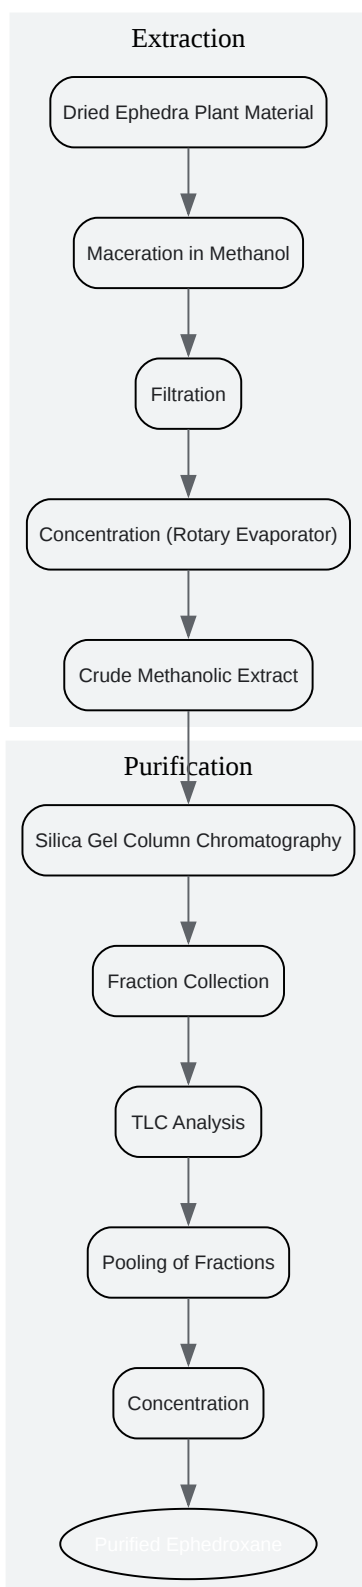 Extraction
Dried Ephedra Plant Material
Maceration in Methanol
Filtration
Concentration (Rotary Evaporator)
Crude Methanolic Extract
Purification
Silica Gel Column Chromatography
Fraction Collection
TLC Analysis
Pooling of Fractions
Concentration
Purified Ephedroxane